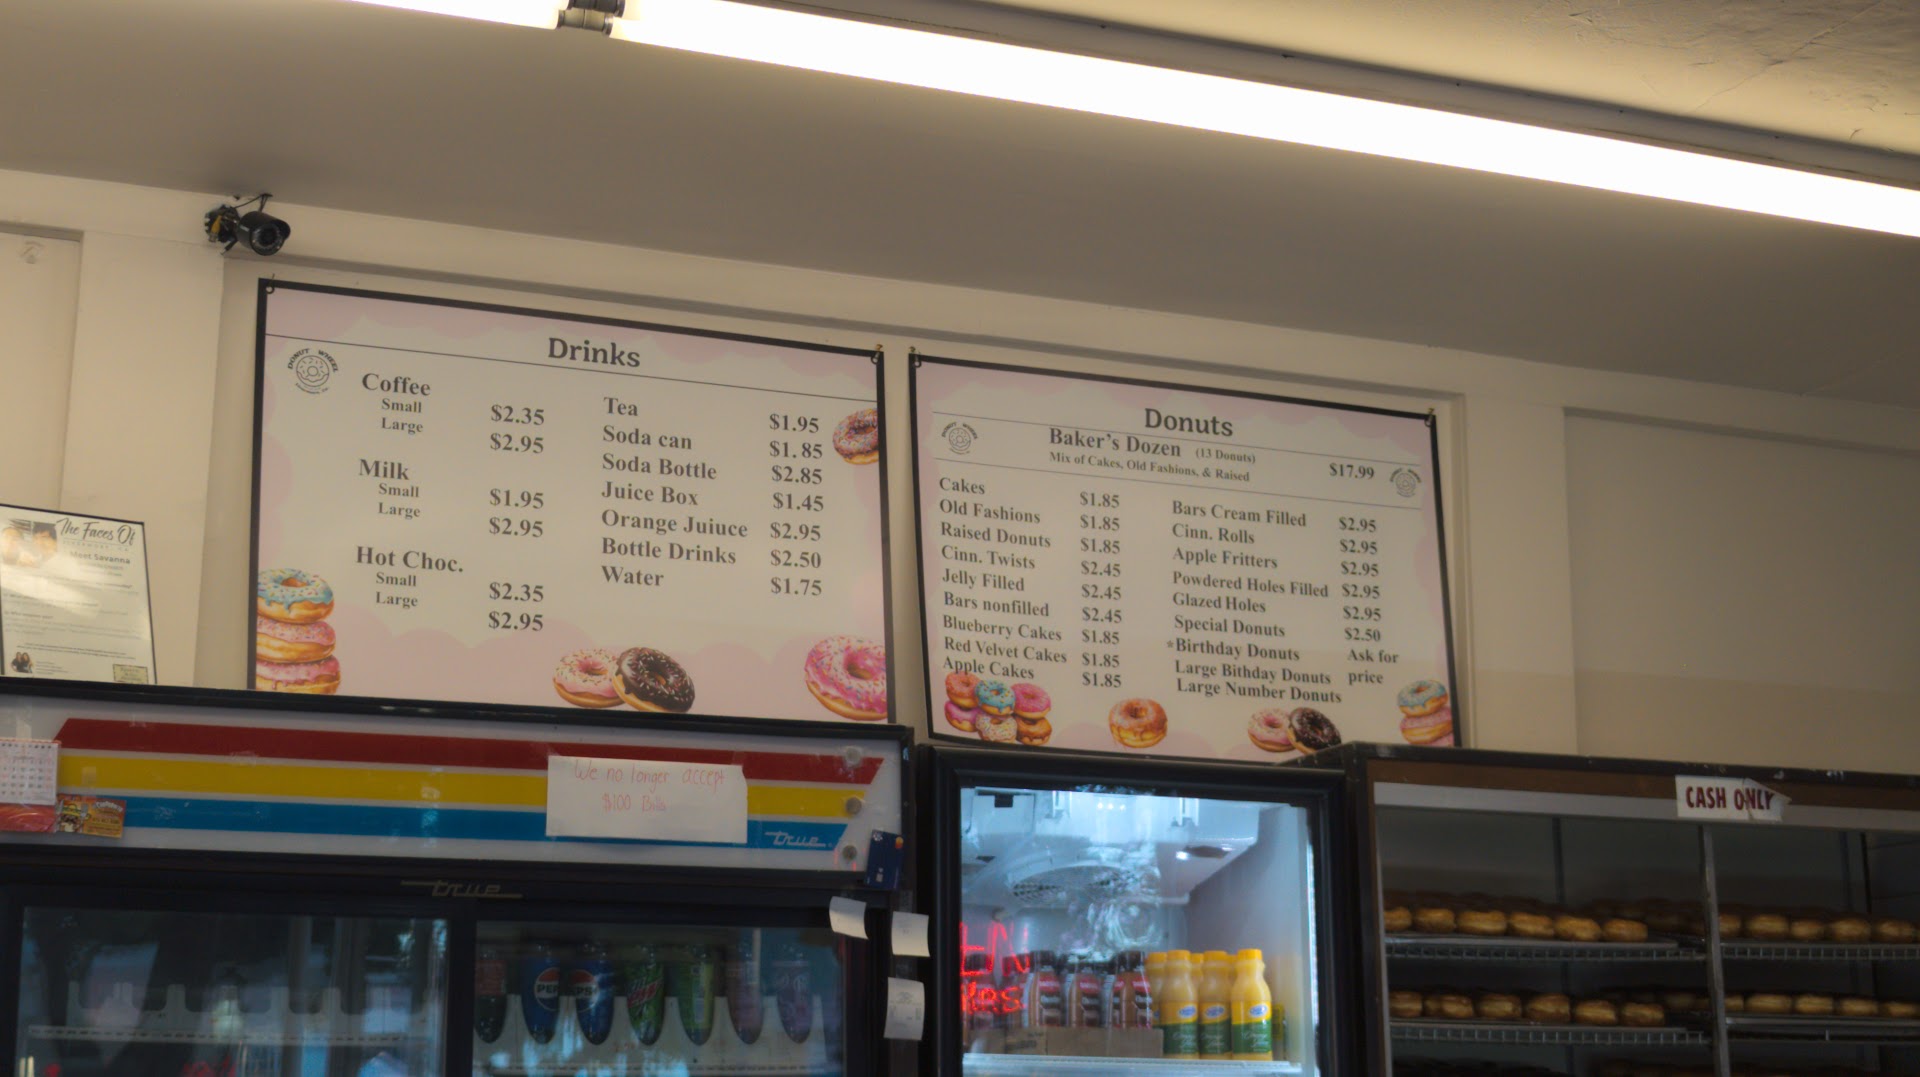 Drinks
DONUT WHEEL
Coffee
Small $2.35
Large $2.95
Milk
Small $1.95
Large $2.95
Hot Choc.
Small $2.35
Large $2.95
Tea $1.95
Soda can $1.85
Soda Bottle $2.85
Juice Box $1.45
Orange Juiuce $2.95
Bottle Drinks $2.50
Water $1.75
Donuts
DONUT WHEEL
Baker's Dozen (13 Donuts) $17.99
Mix of Cakes, Old Fashions, & Raised
Cakes $1.85
Old Fashions $1.85
Raised Donuts $1.85
Cinn. Twists $2.45
Jelly Filled $2.45
Bars nonfilled $2.45
Blueberry Cakes $1.85
Red Velvet Cakes $1.85
Apple Cakes $1.85
Bars Cream Filled $2.95
Cinn. Rolls $2.95
Apple Fritters $2.95
Powdered Holes Filled $2.95
Glazed Holes $2.95
Special Donuts $2.50
*Birthday Donuts Ask for
Large Bithday Donuts price
Large Number Donuts
The Faces Of
Meet Savanna
We no longer accept
$100 Bills
true
true
CASH ONLY
PEPSI